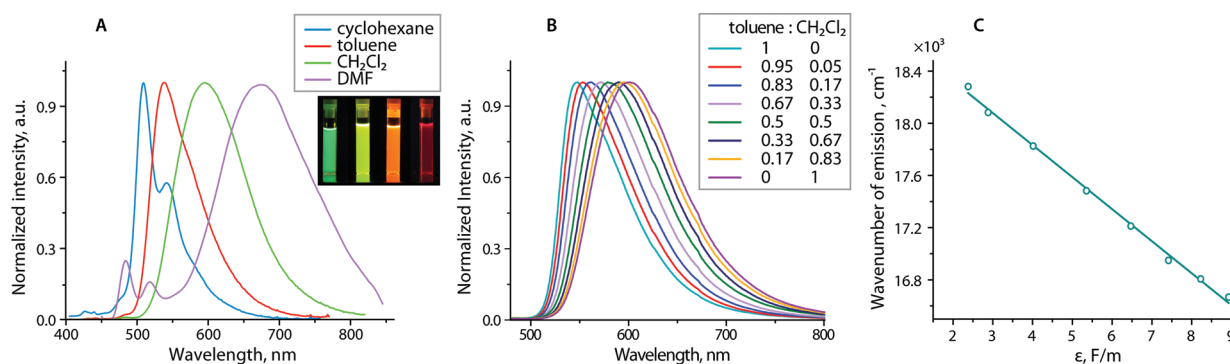 A
cyclohexane
toluene
CH₂Cl₂
DMF
Normalized intensity, a.u.
0.9
0.6
0.3
0.0
400 500 600 700 800
Wavelength, nm
B
toluene : CH₂Cl₂
1 0
0.95 0.05
0.83 0.17
0.67 0.33
0.5 0.5
0.33 0.67
0.17 0.83
0 1
Normalized Intensity, a.u.
0.9
0.6
0.3
0.0
500 600 700 800
Wavelength, nm
C
×10³
Wavenumber of emission , cm⁻¹
18.4
18.0
17.6
17.2
16.8
2 3 4 5 6 7 8 9
ε, F/m